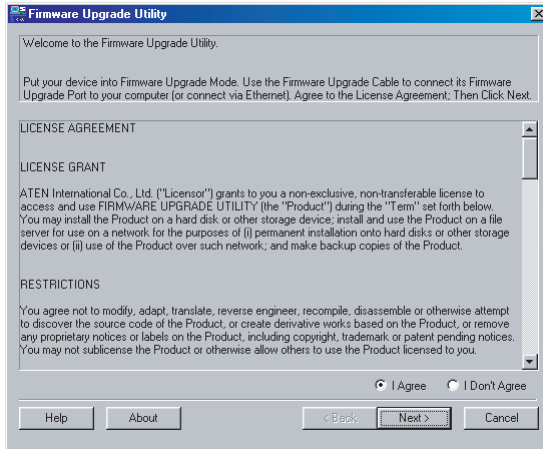 Firmware Upgrade Utility
Welcome to the Firmware Upgrade Utility.
Put your device into Firmware Upgrade Mode. Use the Firmware Upgrade Cable to connect its Firmware
Upgrade Port to your computer (or connect via Ethernet). Agree to the License Agreement; Then Click Next.
LICENSE AGREEMENT
LICENSE GRANT
ATEN International Co., Ltd. ("Licensor") grants to you a non-exclusive, non-transferable license to
access and use FIRMWARE UPGRADE UTILITY (the "Product") during the "Term" set forth below.
You may install the Product on a hard disk or other storage device; install and use the Product on a file
server for use on a network for the purposes of (i) permanent installation onto hard disks or other storage
devices or (ii) use of the Product over such network; and make backup copies of the Product.
RESTRICTIONS
You agree not to modify, adapt, translate, reverse engineer, recompile, disassemble or otherwise attempt
to discover the source code of the Product, or create derivative works based on the Product, or remove
any proprietary notices or labels on the Product, including copyright, trademark or patent pending notices.
You may not sublicense the Product or otherwise allow others to use the Product licensed to you.
I Agree I Don't Agree
Help About < Back Next > Cancel